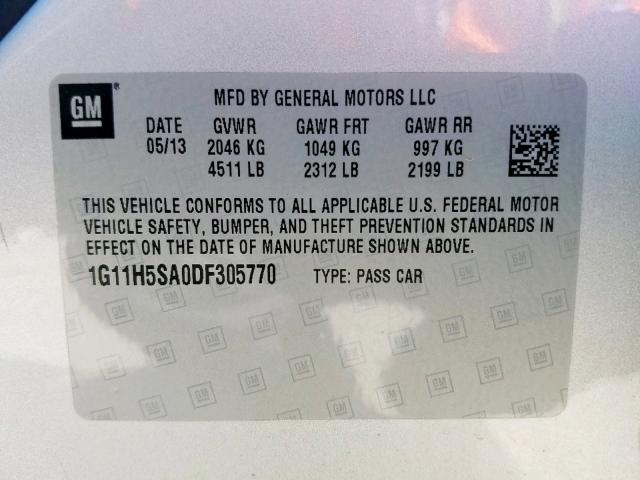 GM
MFD BY GENERAL MOTORS LLC
DATE GVWR GAWR FRT GAWR RR
05/13 2046 KG 1049 KG 997 KG
4511 LB 2312 LB 2199 LB
THIS VEHICLE CONFORMS TO ALL APPLICABLE U.S. FEDERAL MOTOR
VEHICLE SAFETY, BUMPER, AND THEFT PREVENTION STANDARDS IN
EFFECT ON THE DATE OF MANUFACTURE SHOWN ABOVE.
1G11H5SA0DF305770 TYPE: PASS CAR